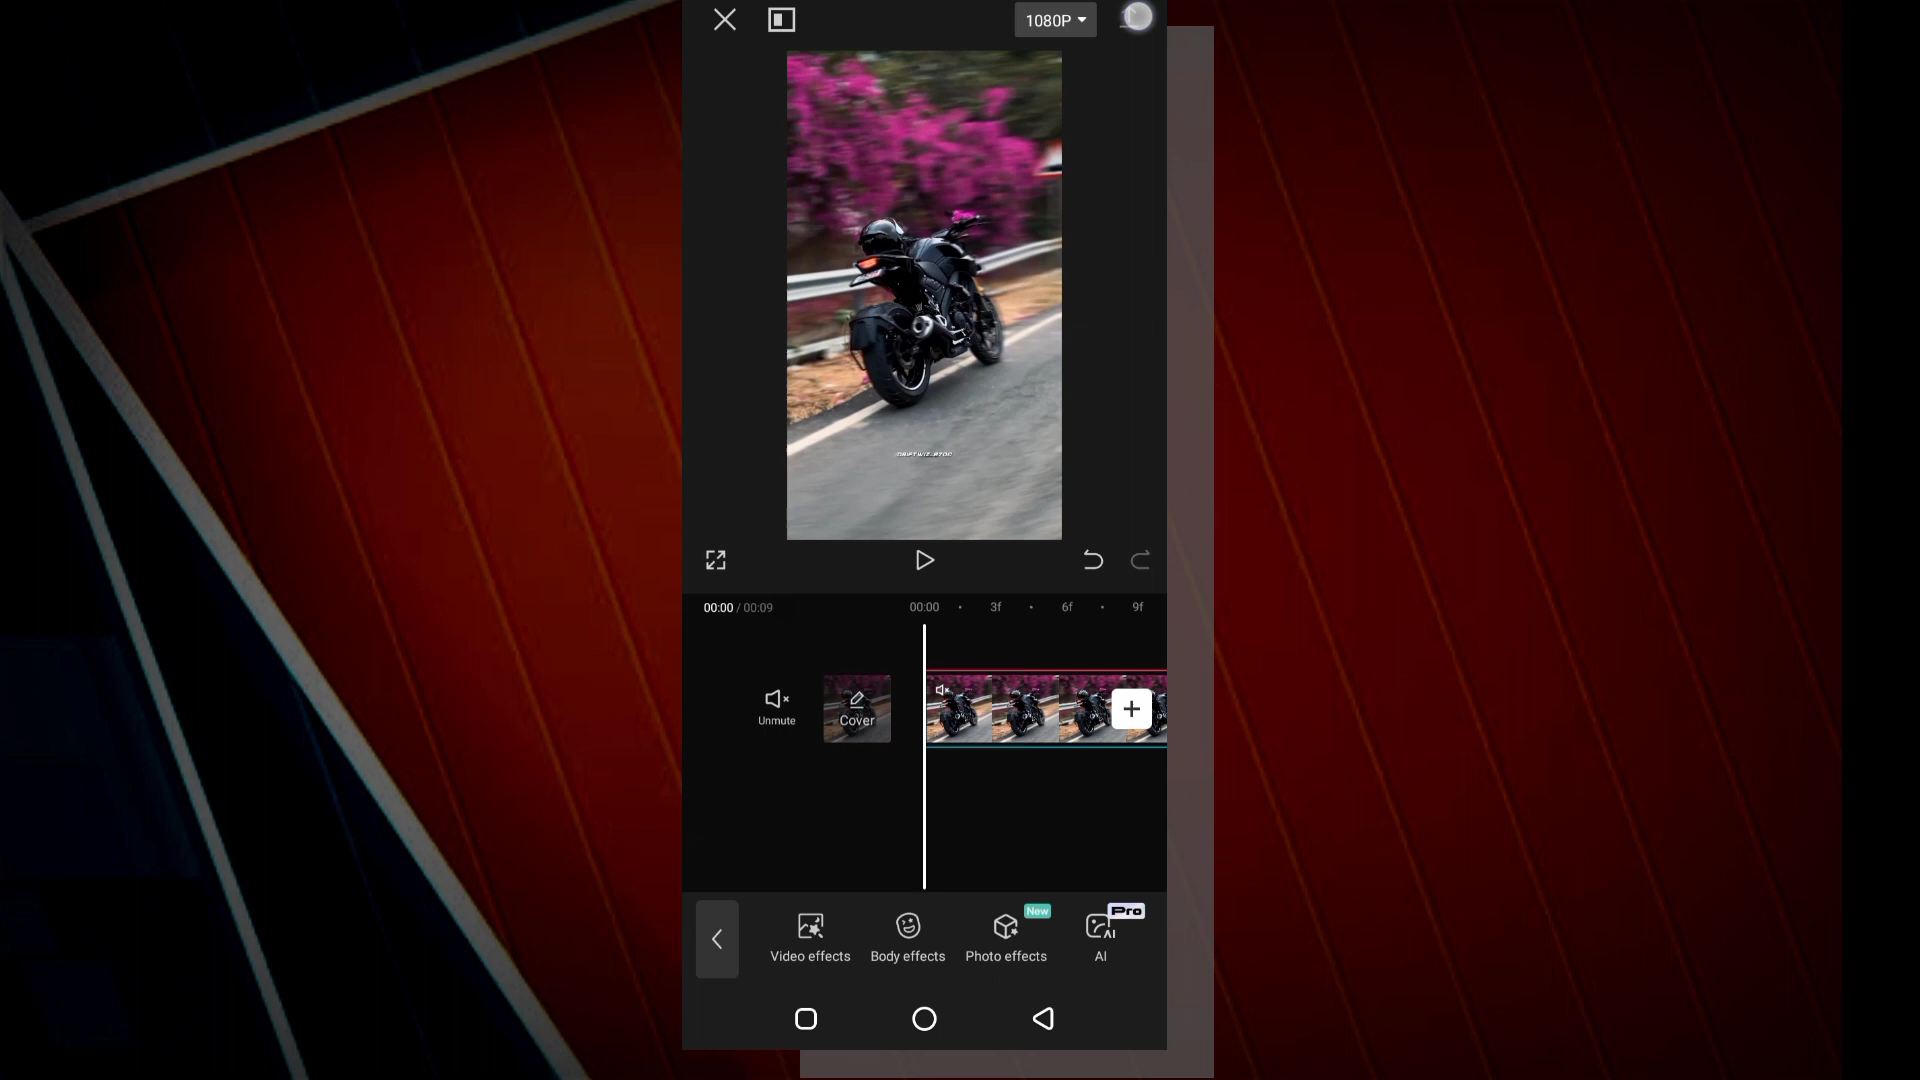 1080P
DRIFTWIZ_R700
00:00 / 00:09
00:00 3f 6f 9f
Unmute
Cover
New
Pro
Video effects
Body effects
Photo effects
AI
AI